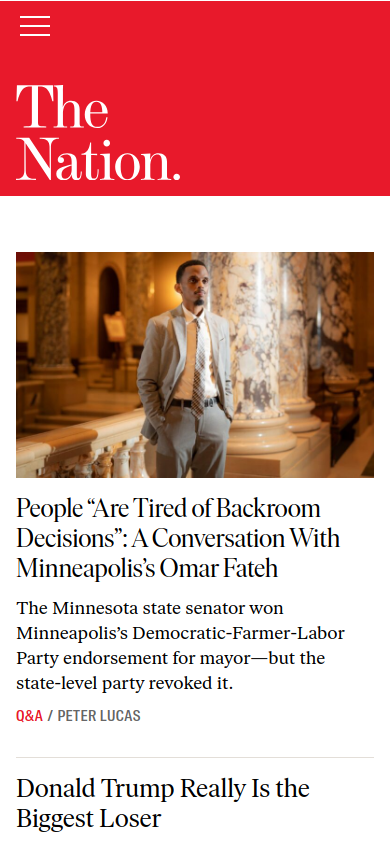 The
Nation.
People “Are Tired of Backroom
Decisions”: A Conversation With
Minneapolis’s Omar Fateh
The Minnesota state senator won
Minneapolis’s Democratic-Farmer-Labor
Party endorsement for mayor—but the
state-level party revoked it.
Q&A / PETER LUCAS
Donald Trump Really Is the
Biggest Loser